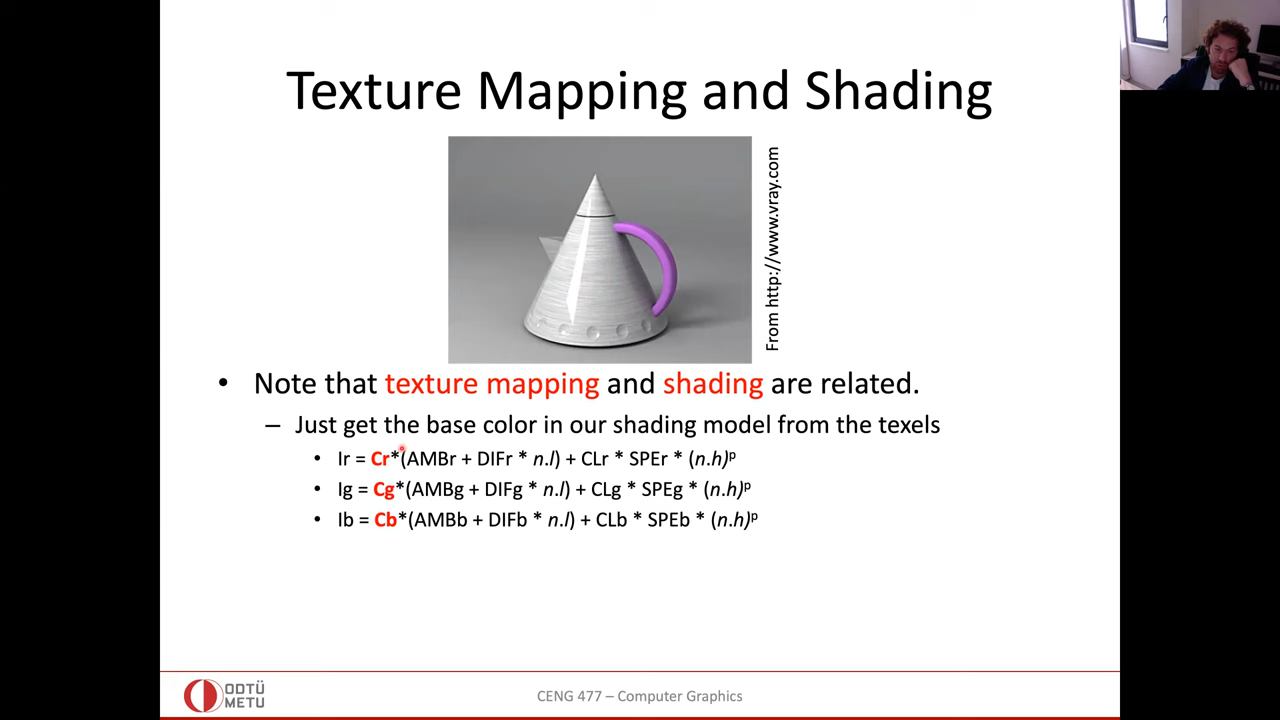 Texture Mapping and Shading
From http://www.vray.com
• Note that texture mapping and shading are related.
– Just get the base color in our shading model from the texels
• Ir = Cr*(AMBr + DIFr * n.l) + CLr * SPEr * (n.h)ᵖ
• Ig = Cg*(AMBg + DIFg * n.l) + CLg * SPEg * (n.h)ᵖ
• Ib = Cb*(AMBb + DIFb * n.l) + CLb * SPEb * (n.h)ᵖ
ODTÜ
METU
CENG 477 – Computer Graphics